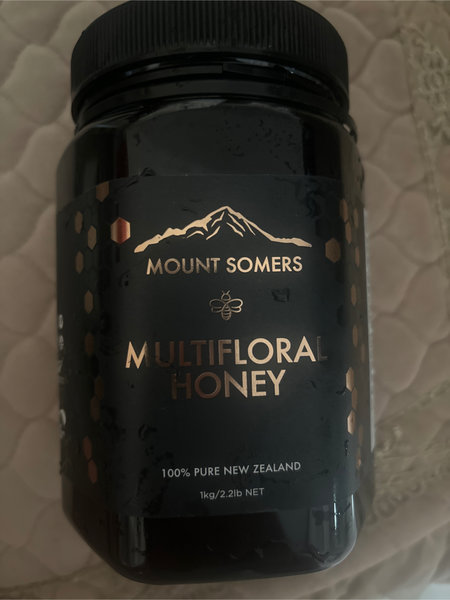 MOUNT SOMERS
MULTIFLORAL
HONEY
100% PURE NEW ZEALAND
1kg/2.2lb NET